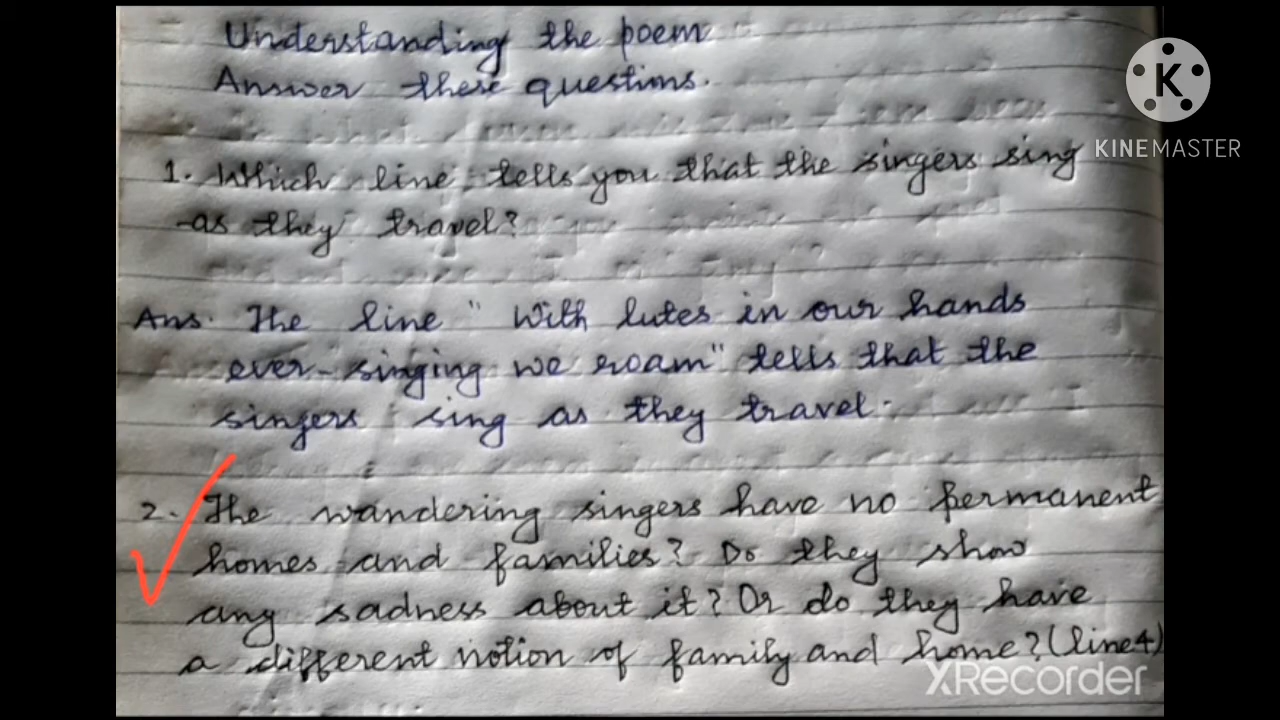 Understanding the poem
Answer these questions.
K
KINEMASTER
1. Which line tells you that the singers sing
as they travel?
Ans. The line " With lutes in our hands
ever-singing we roam" tells that the
singers sing as they travel.
2. The wandering singers have no permanent
homes and families? Do they show
any sadness about it? Or do they have
a different notion of family and home? (line 4)
XRecorder